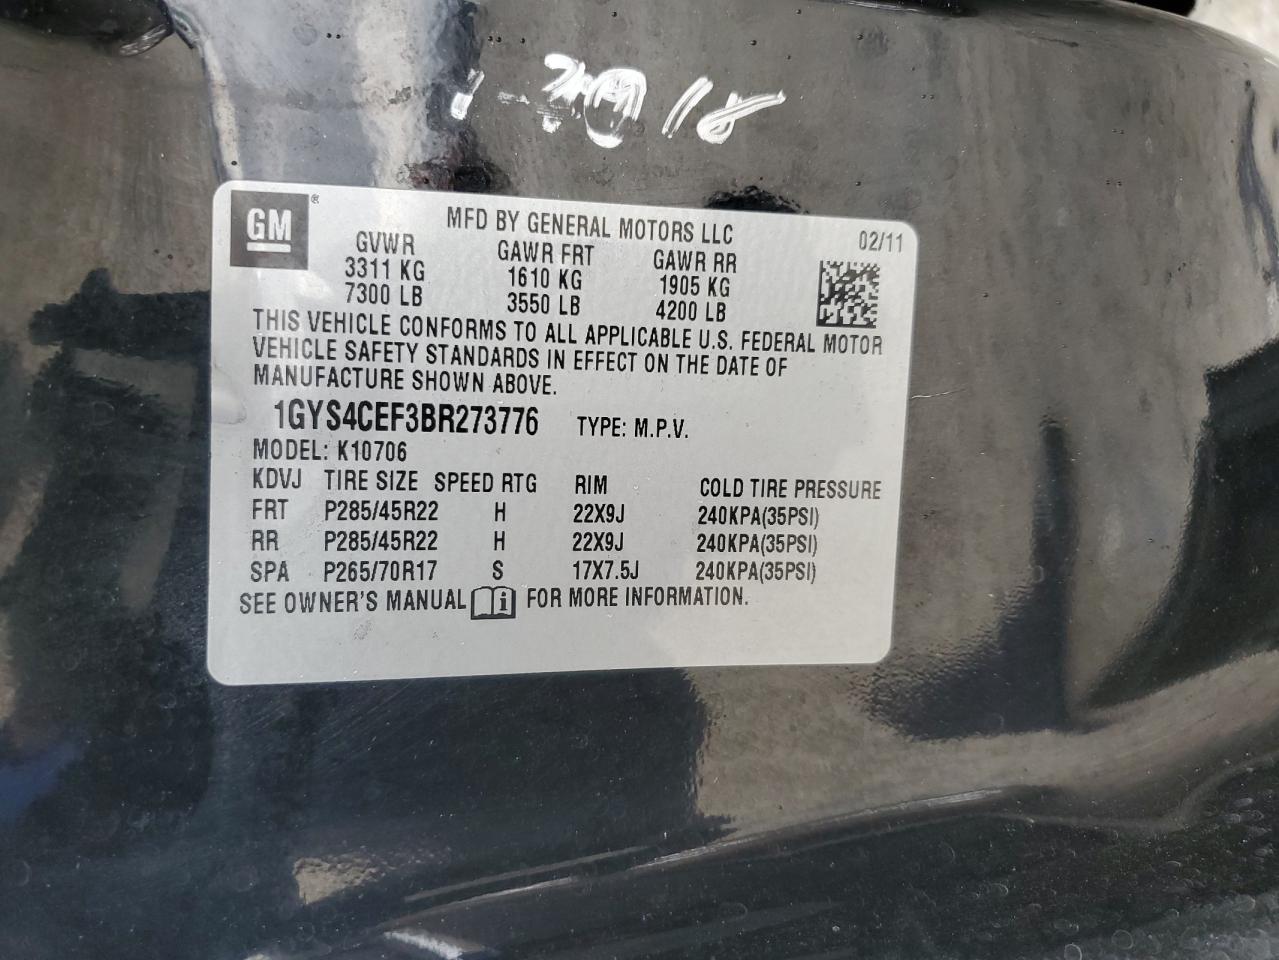 GM ®
MFD BY GENERAL MOTORS LLC 02/11
GVWR GAWR FRT GAWR RR
3311 KG 1610 KG 1905 KG
7300 LB 3550 LB 4200 LB
THIS VEHICLE CONFORMS TO ALL APPLICABLE U.S. FEDERAL MOTOR
VEHICLE SAFETY STANDARDS IN EFFECT ON THE DATE OF
MANUFACTURE SHOWN ABOVE.
1GYS4CEF3BR273776 TYPE: M.P.V.
MODEL: K10706
KDVJ TIRE SIZE SPEED RTG RIM COLD TIRE PRESSURE
FRT P285/45R22 H 22X9J 240KPA(35PSI)
RR P285/45R22 H 22X9J 240KPA(35PSI)
SPA P265/70R17 S 17X7.5J 240KPA(35PSI)
SEE OWNER'S MANUAL i FOR MORE INFORMATION.